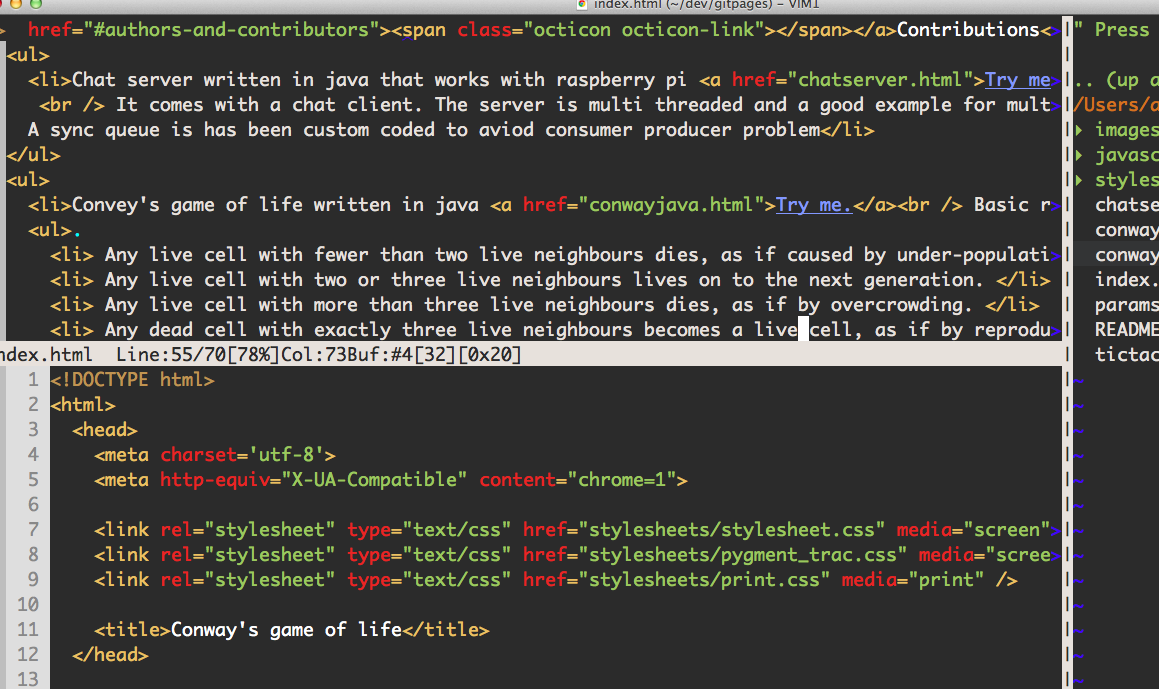 index.html (~/dev/gitpages) - VIM1
href="#authors-and-contributors"><span class="octicon octicon-link"></span></a>Contributions<
<ul>
<li>Chat server written in java that works with raspberry pi <a href="chatserver.html">Try me
<br /> It comes with a chat client. The server is multi threaded and a good example for mult
A sync queue is has been custom coded to aviod consumer producer problem</li>
</ul>
<ul>
<li>Convey's game of life written in java <a href="conwayjava.html">Try me.</a><br /> Basic r
<ul>.
<li> Any live cell with fewer than two live neighbours dies, as if caused by under-populati
<li> Any live cell with two or three live neighbours lives on to the next generation. </li>
<li> Any live cell with more than three live neighbours dies, as if by overcrowding. </li>
<li> Any dead cell with exactly three live neighbours becomes a live cell, as if by reprodu
ndex.html Line:55/70[78%]Col:73Buf:#4[32][0x20]
1 <!DOCTYPE html>
2 <html>
3 <head>
4 <meta charset='utf-8'>
5 <meta http-equiv="X-UA-Compatible" content="chrome=1">
6
7 <link rel="stylesheet" type="text/css" href="stylesheets/stylesheet.css" media="screen"
8 <link rel="stylesheet" type="text/css" href="stylesheets/pygment_trac.css" media="scree
9 <link rel="stylesheet" type="text/css" href="stylesheets/print.css" media="print" />
10
11 <title>Conway's game of life</title>
12 </head>
13
" Press
.. (up a
/Users/a
▸ images
▸ javasc
▸ styles
chatse
conway
conway
index.
params
README
tictac
~
~
~
~
~
~
~
~
~
~
~
~
~